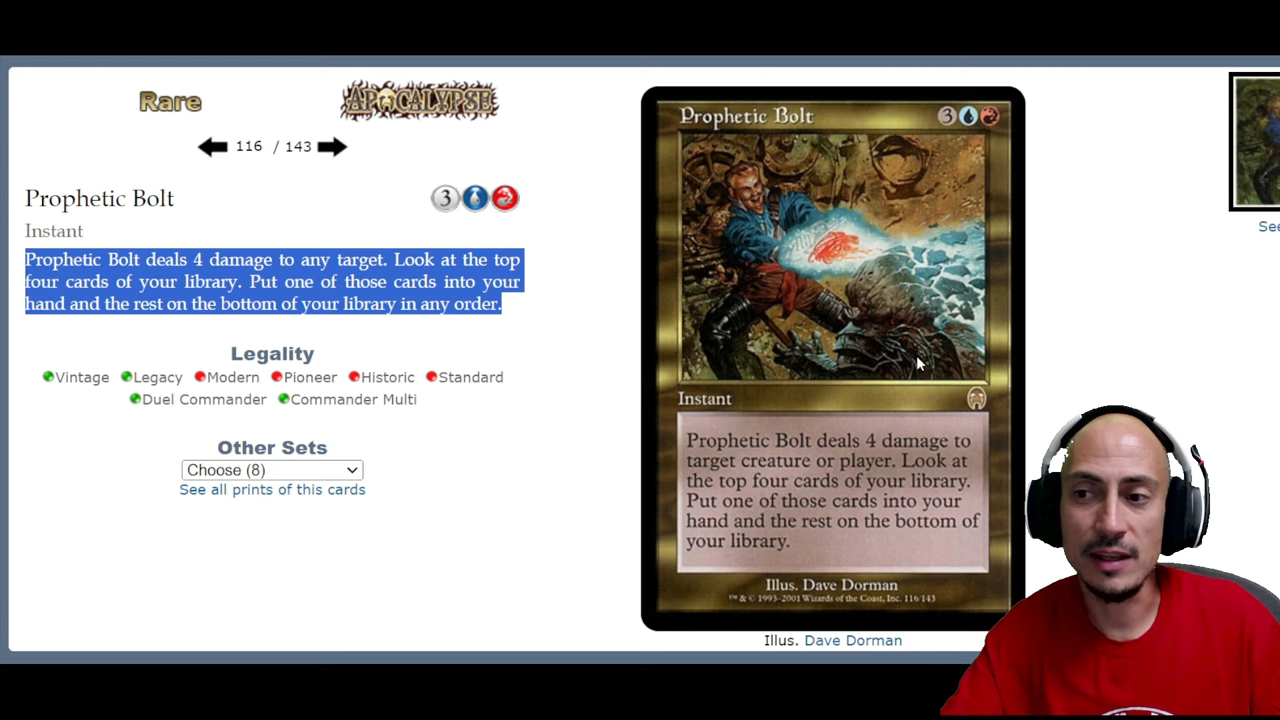 Rare
APOCALYPSE
116 / 143
Prophetic Bolt
3
Instant
Prophetic Bolt deals 4 damage to any target. Look at the top
four cards of your library. Put one of those cards into your
hand and the rest on the bottom of your library in any order.
Legality
Vintage Legacy Modern Pioneer Historic Standard
Duel Commander Commander Multi
Other Sets
Choose (8)
See all prints of this cards
Prophetic Bolt 3
Instant
Prophetic Bolt deals 4 damage to
target creature or player. Look at
the top four cards of your library.
Put one of those cards into your
hand and the rest on the bottom of
your library.
Illus. Dave Dorman
™ & © 1993-2001 Wizards of the Coast, Inc. 116/143
Illus. Dave Dorman